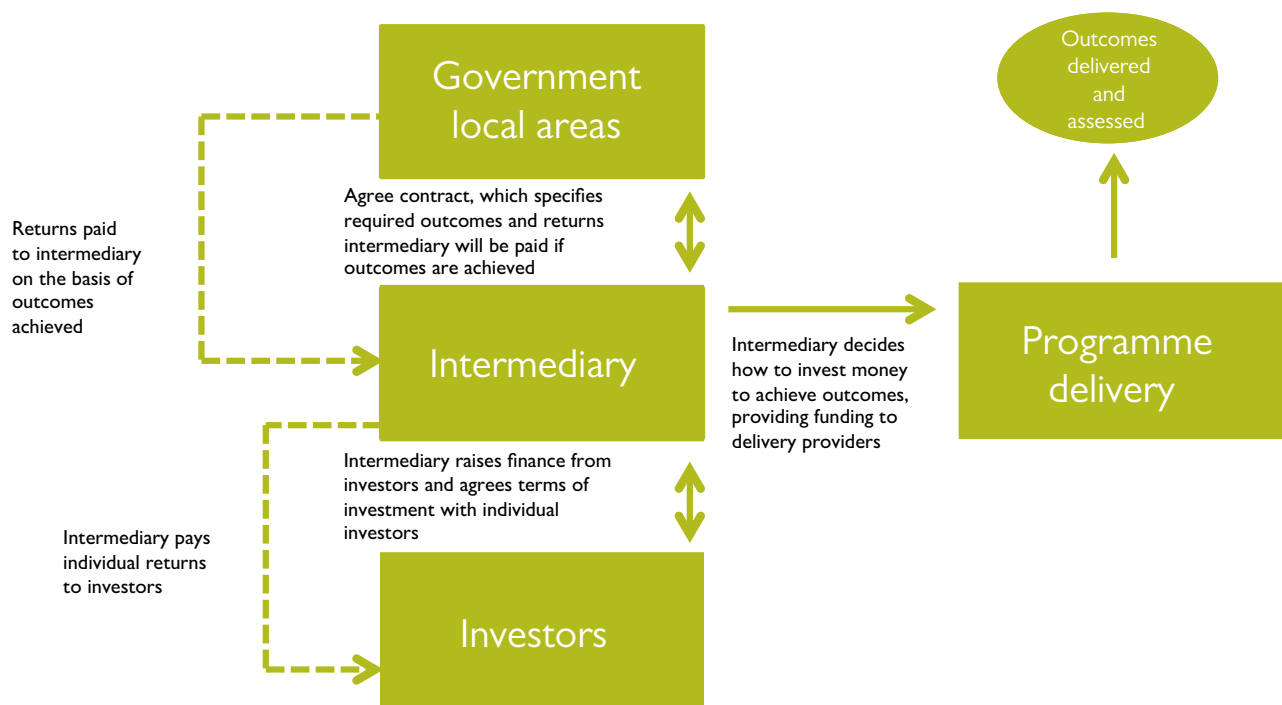 Government
local areas
Outcomes
delivered
and
assessed
Agree contract, which specifies
required outcomes and returns
intermediary will be paid if
outcomes are achieved
Returns paid
to intermediary
on the basis of
outcomes
achieved
Intermediary
Intermediary decides
how to invest money
to achieve outcomes,
providing funding to
delivery providers
Programme
delivery
Intermediary raises finance from
investors and agrees terms of
investment with individual
investors
Intermediary pays
individual returns
to investors
Investors